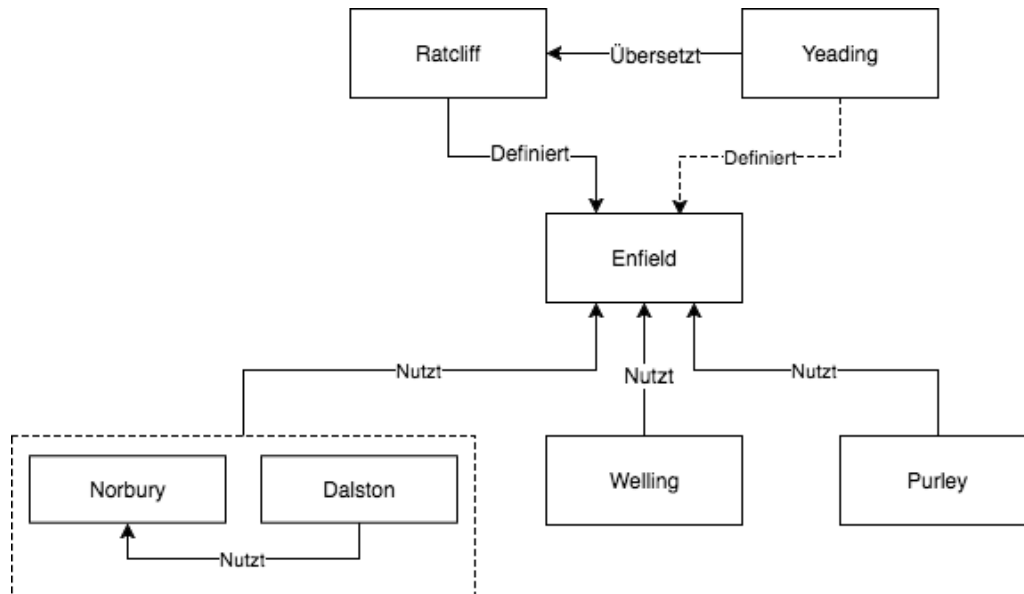 Ratcliff
Übersetzt
Yeading
Definiert
Definiert
Enfield
Nutzt
Nutzt
Nutzt
Norbury
Dalston
Welling
Purley
Nutzt